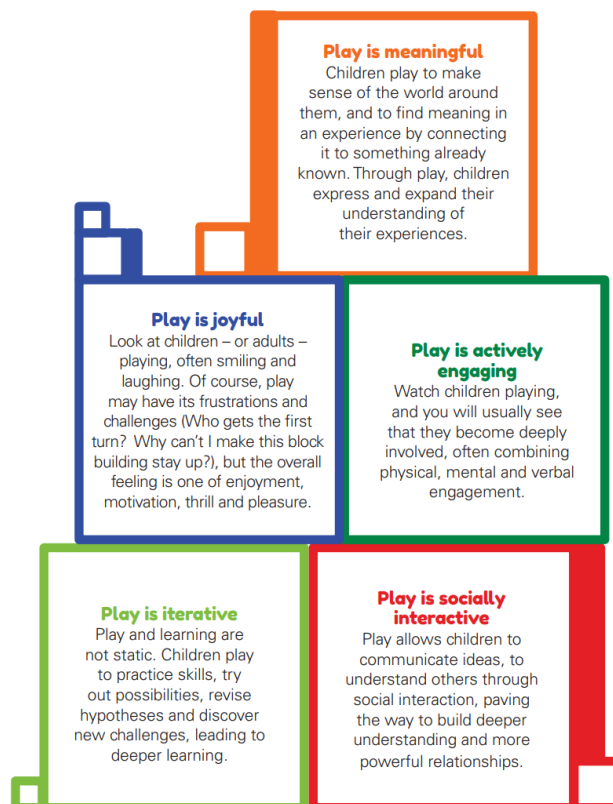 Play is meaningful
Children play to make
sense of the world around
them, and to find meaning in
an experience by connecting
it to something already
known. Through play, children
express and expand their
understanding of
their experiences.
Play is joyful
Look at children – or adults –
playing, often smiling and
laughing. Of course, play
may have its frustrations and
challenges (Who gets the first
turn? Why can't I make this block
building stay up?), but the overall
feeling is one of enjoyment,
motivation, thrill and pleasure.
Play is actively
engaging
Watch children playing,
and you will usually see
that they become deeply
involved, often combining
physical, mental and verbal
engagement.
Play is iterative
Play and learning are
not static. Children play
to practice skills, try
out possibilities, revise
hypotheses and discover
new challenges, leading to
deeper learning.
Play is socially
interactive
Play allows children to
communicate ideas, to
understand others through
social interaction, paving
the way to build deeper
understanding and more
powerful relationships.